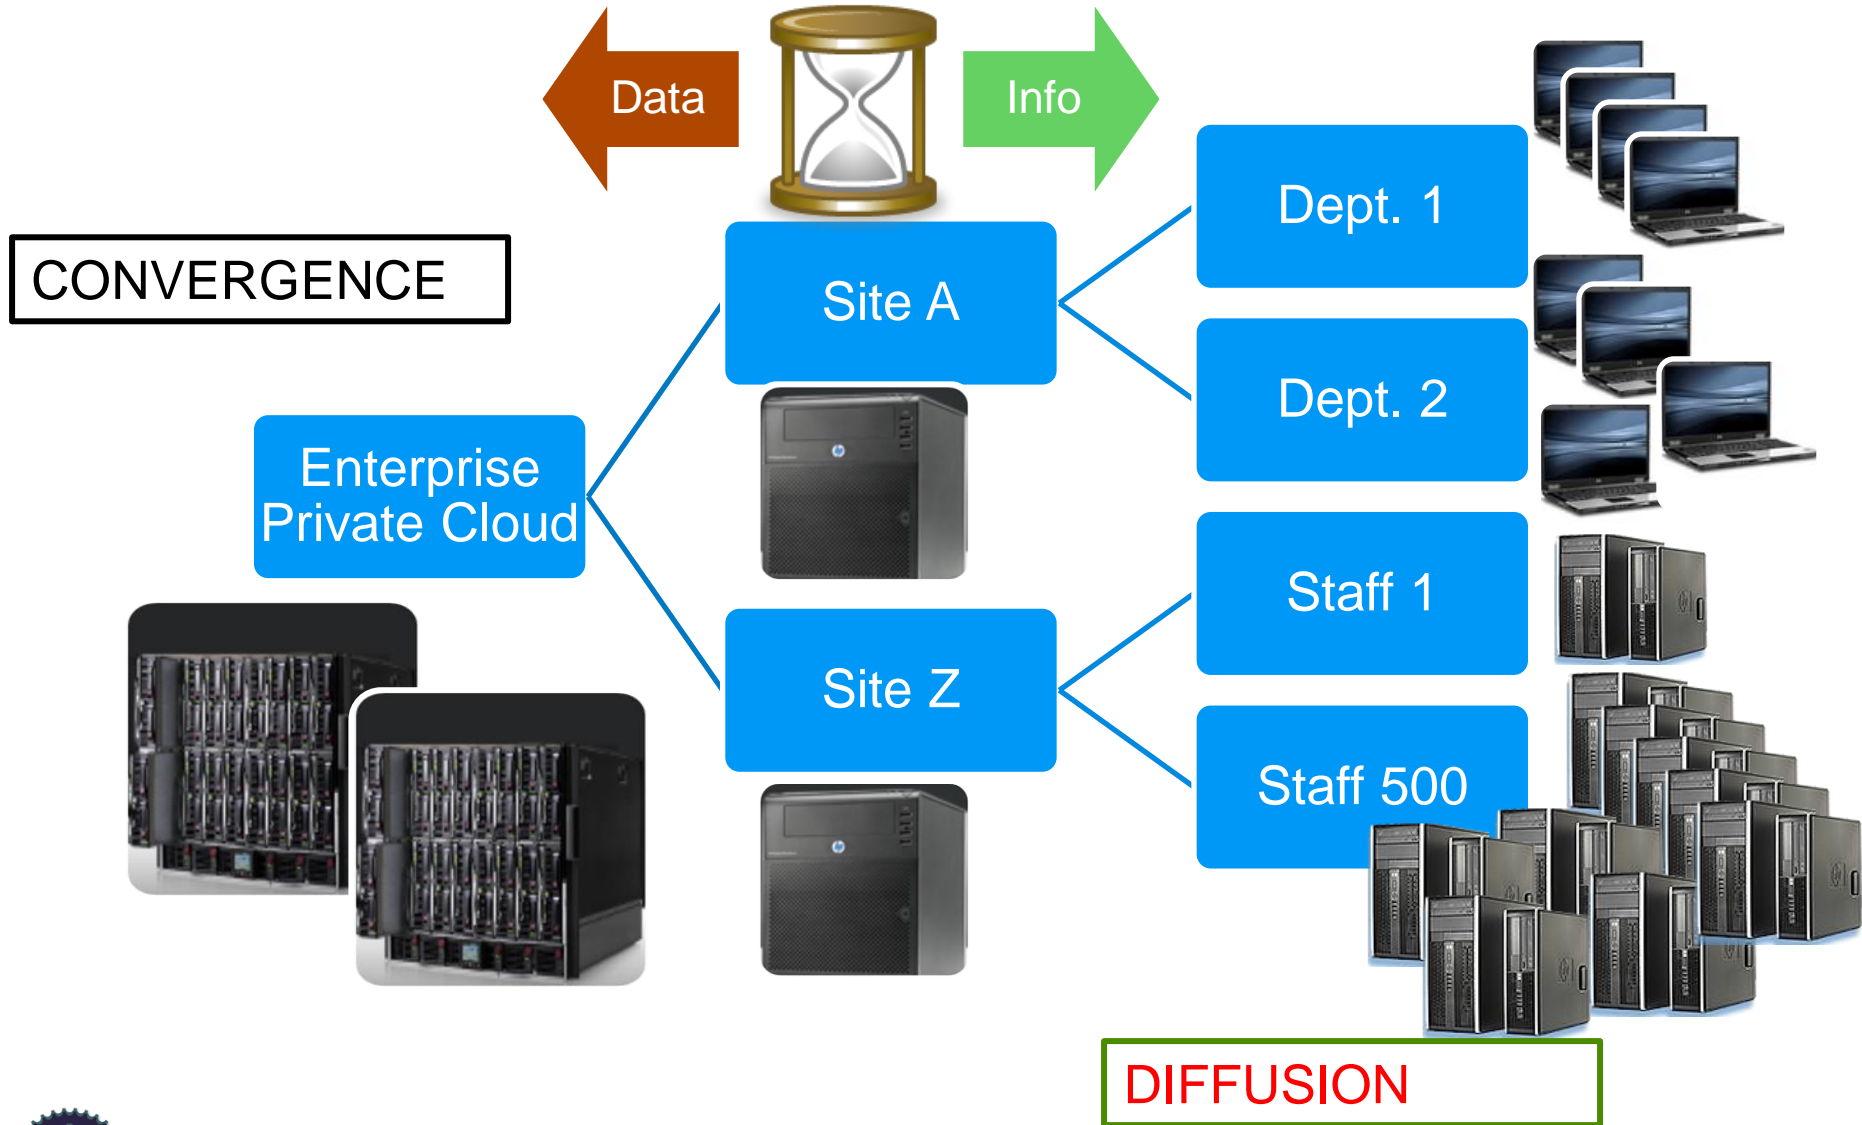 Data
Info
CONVERGENCE
Dept. 1
Site A
Dept. 2
Enterprise
Private Cloud
Staff 1
Site Z
Staff 500
DIFFUSION